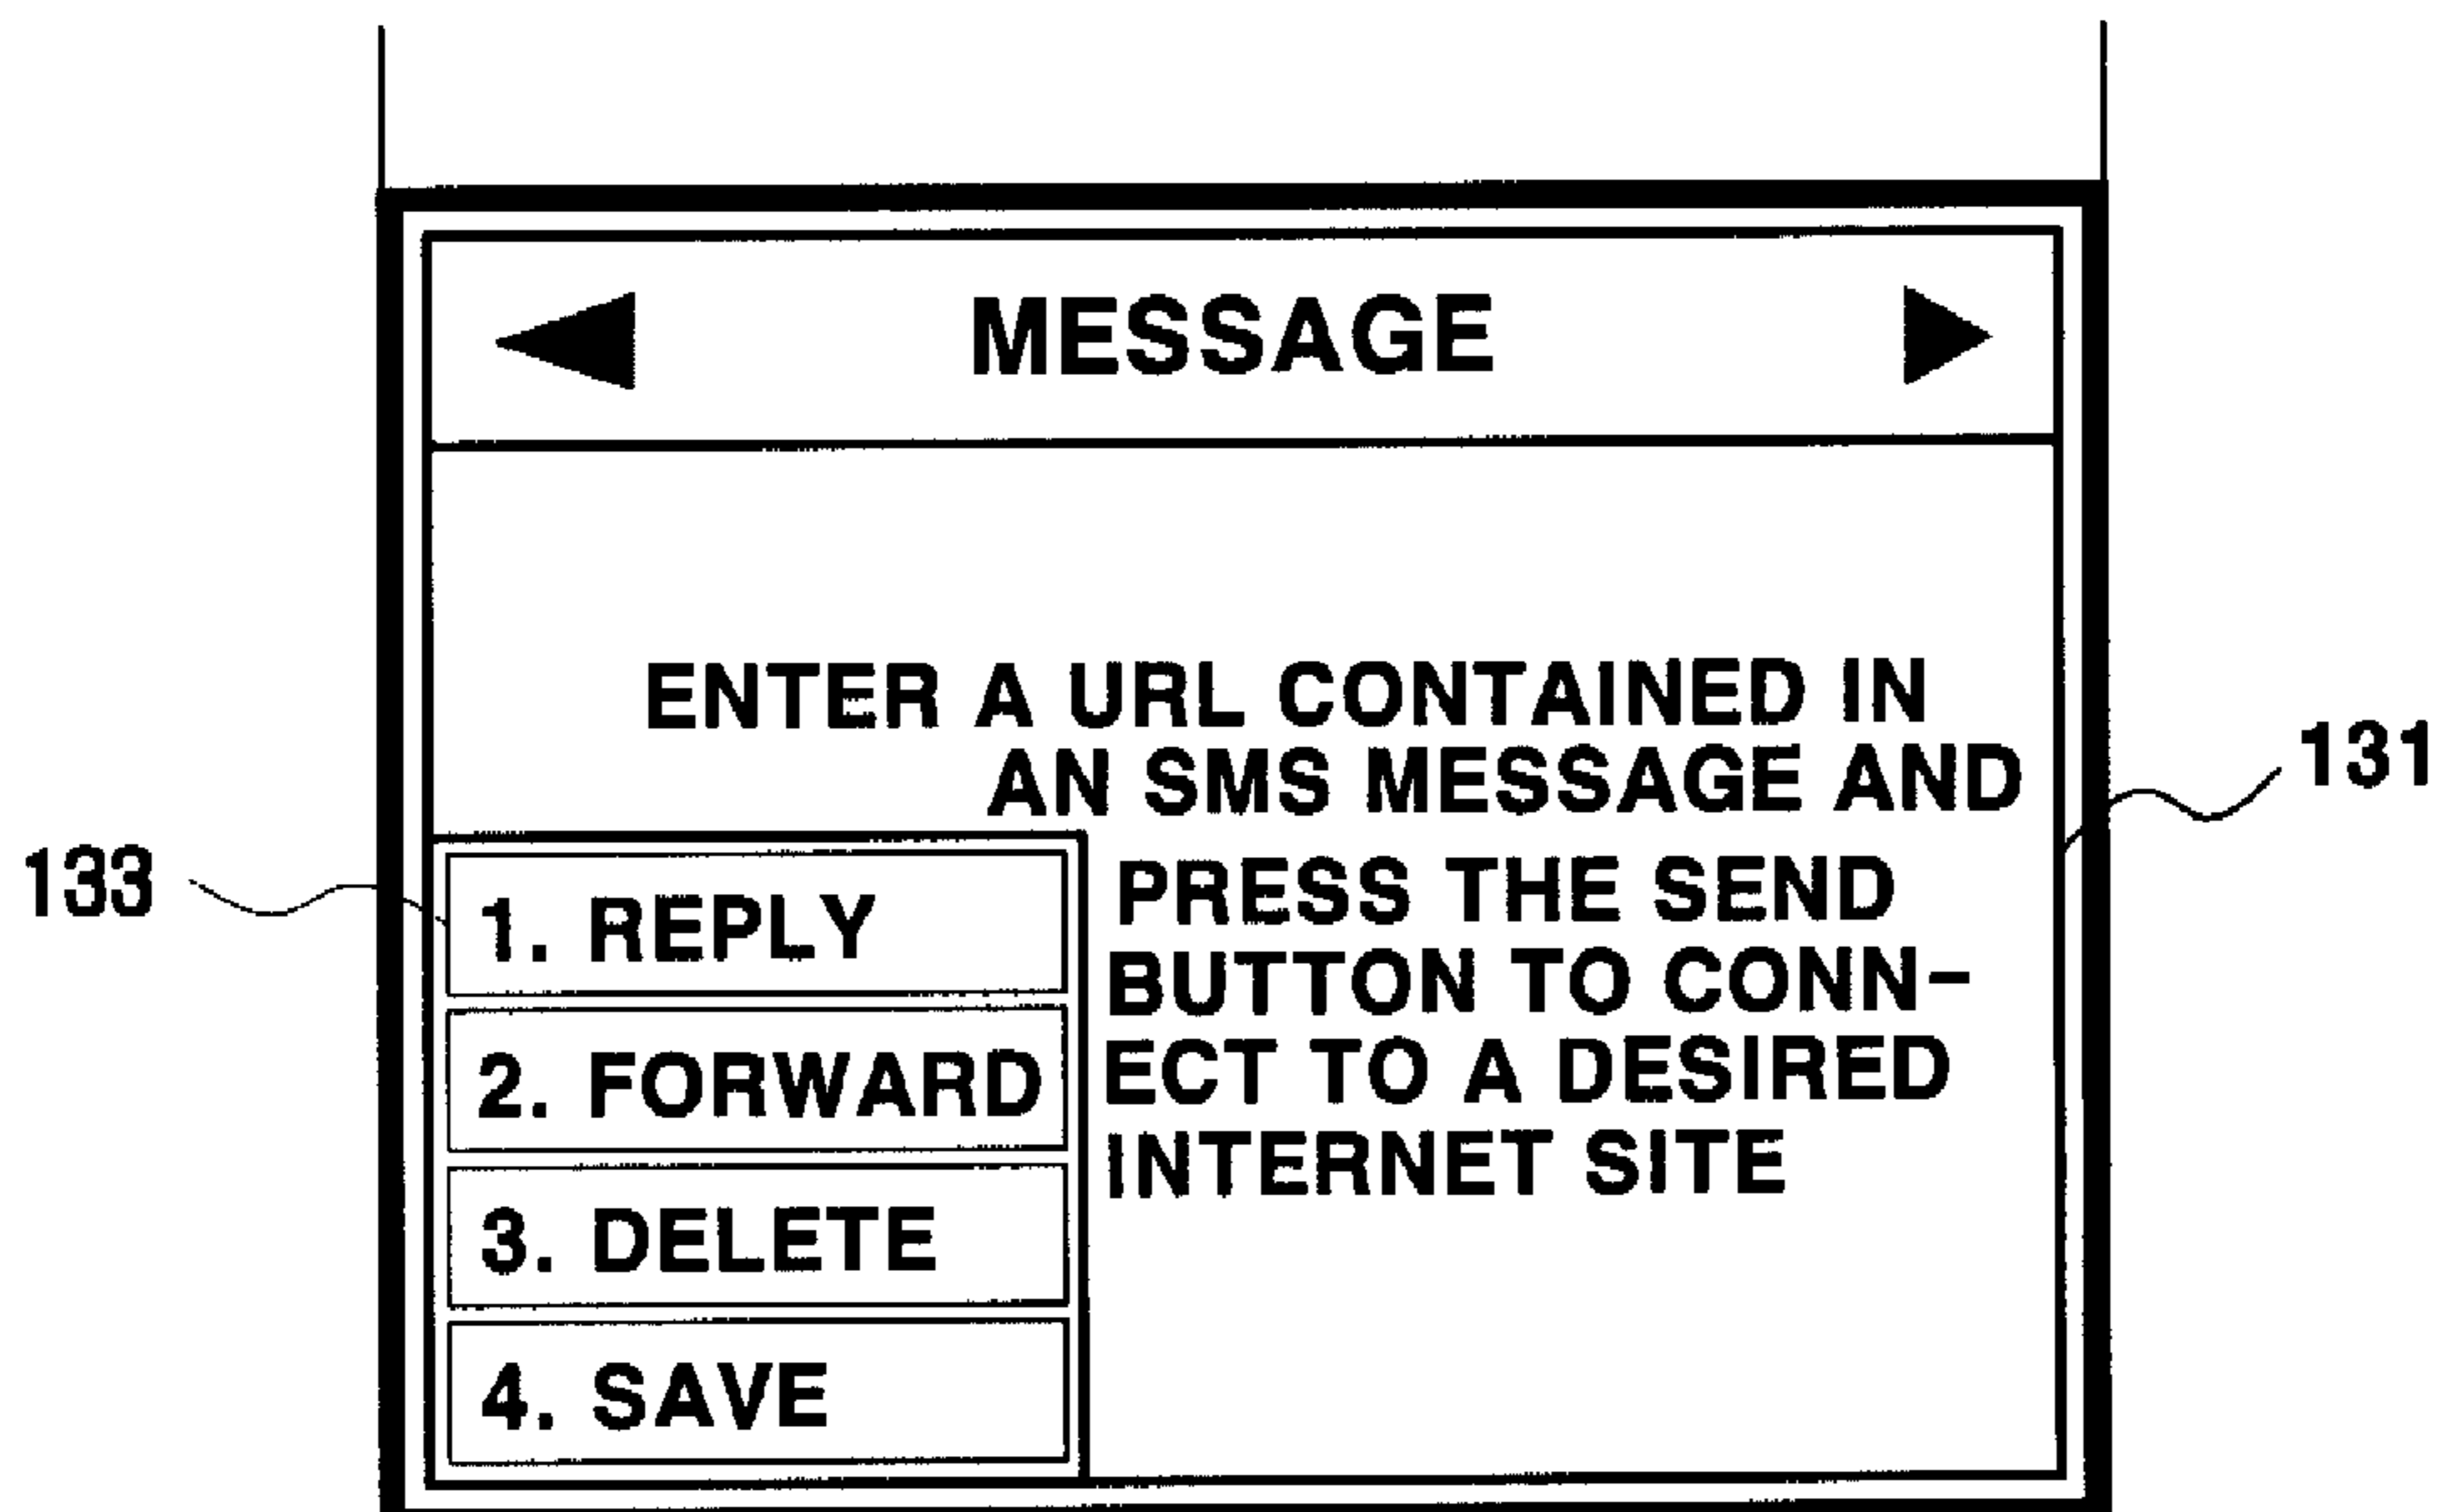 MESSAGE
ENTER A URL CONTAINED IN
AN SMS MESSAGE AND
PRESS THE SEND
BUTTON TO CONN-
ECT TO A DESIRED
INTERNET SITE
1. REPLY
2. FORWARD
3. DELETE
4. SAVE
131
133